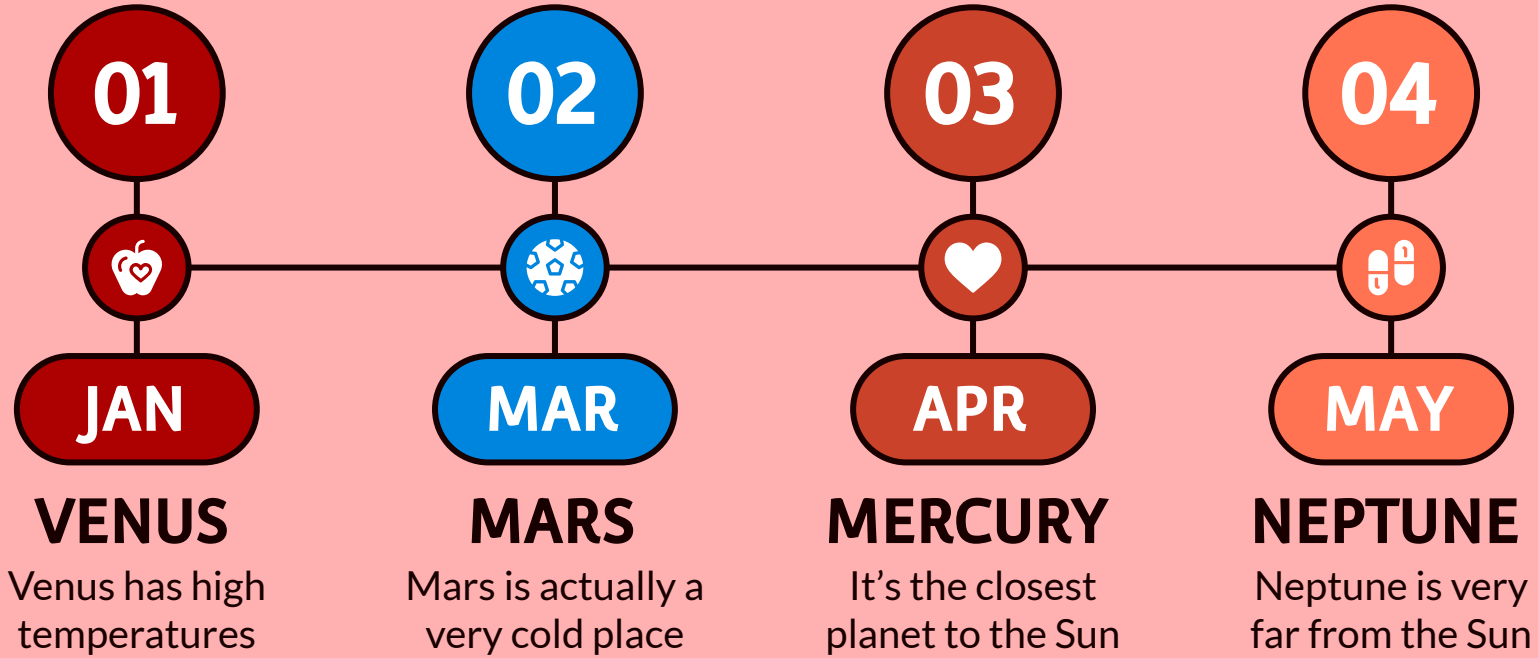 01
02
03
04
JAN
MAR
APR
MAY
VENUS
Venus has high
temperatures
MARS
Mars is actually a
very cold place
MERCURY
It’s the closest
planet to the Sun
NEPTUNE
Neptune is very
far from the Sun